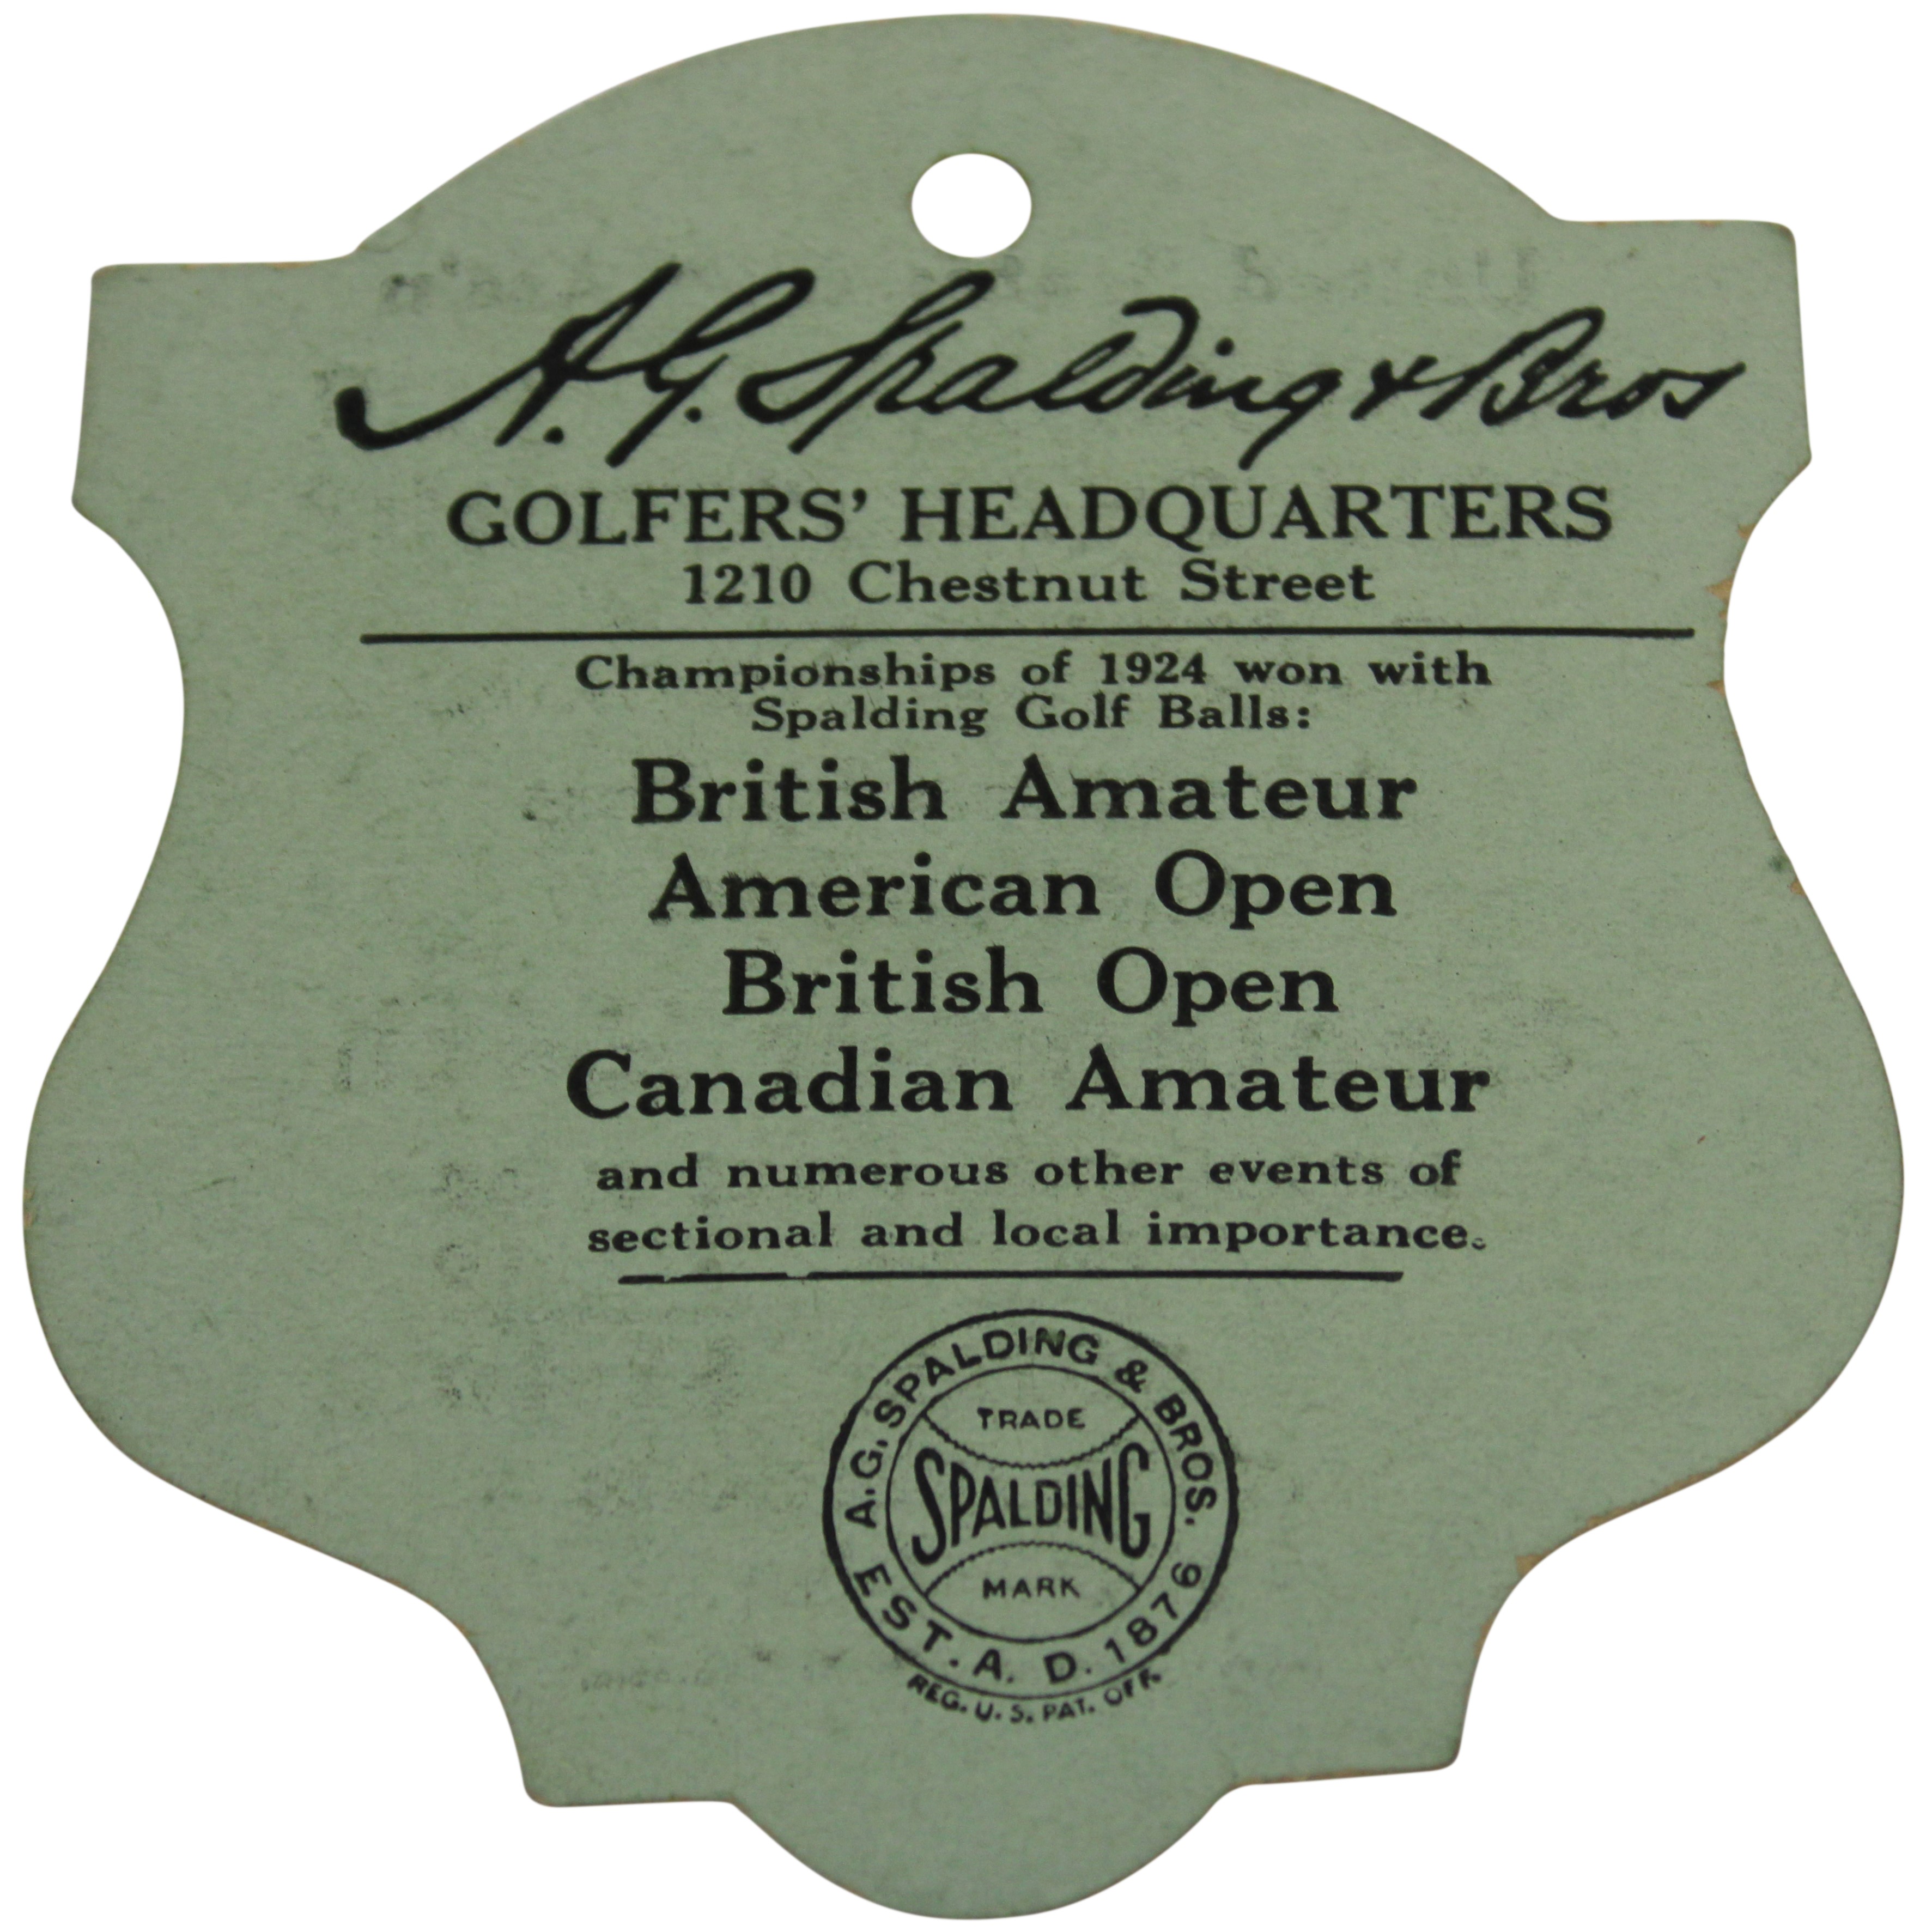 A. G. Spalding & Bros
GOLFERS' HEADQUARTERS
1210 Chestnut Street
Championships of 1924 won with
Spalding Golf Balls:
British Amateur
American Open
British Open
Canadian Amateur
and numerous other events of
sectional and local importance.
A.G. SPALDING & BROS.
TRADE
SPALDING
MARK
EST. A. D. 1876
REG. U. S. PAT. OFF.